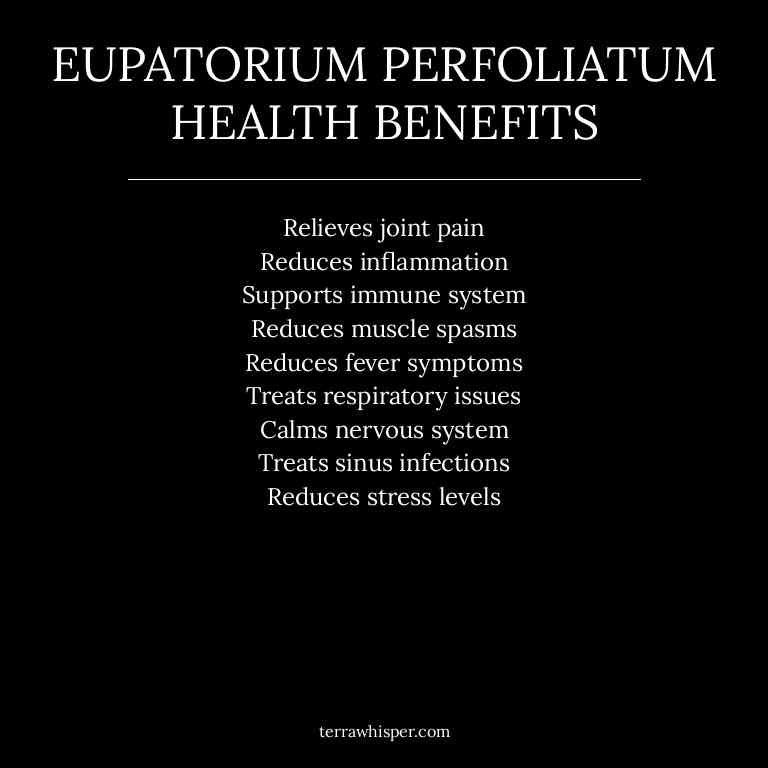 EUPATORIUM PERFOLIATUM
HEALTH BENEFITS
Relieves joint pain
Reduces inflammation
Supports immune system
Reduces muscle spasms
Reduces fever symptoms
Treats respiratory issues
Calms nervous system
Treats sinus infections
Reduces stress levels
terrawhisper.com